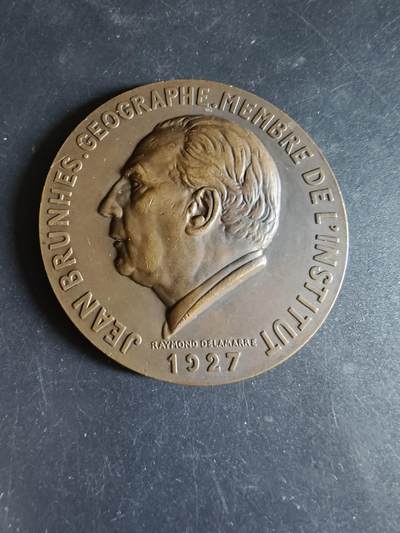 JEAN BRUNHES. GEOGRAPHE, MEMBRE DE L'INSTITUT
RAYMOND DELAMARRE
1927